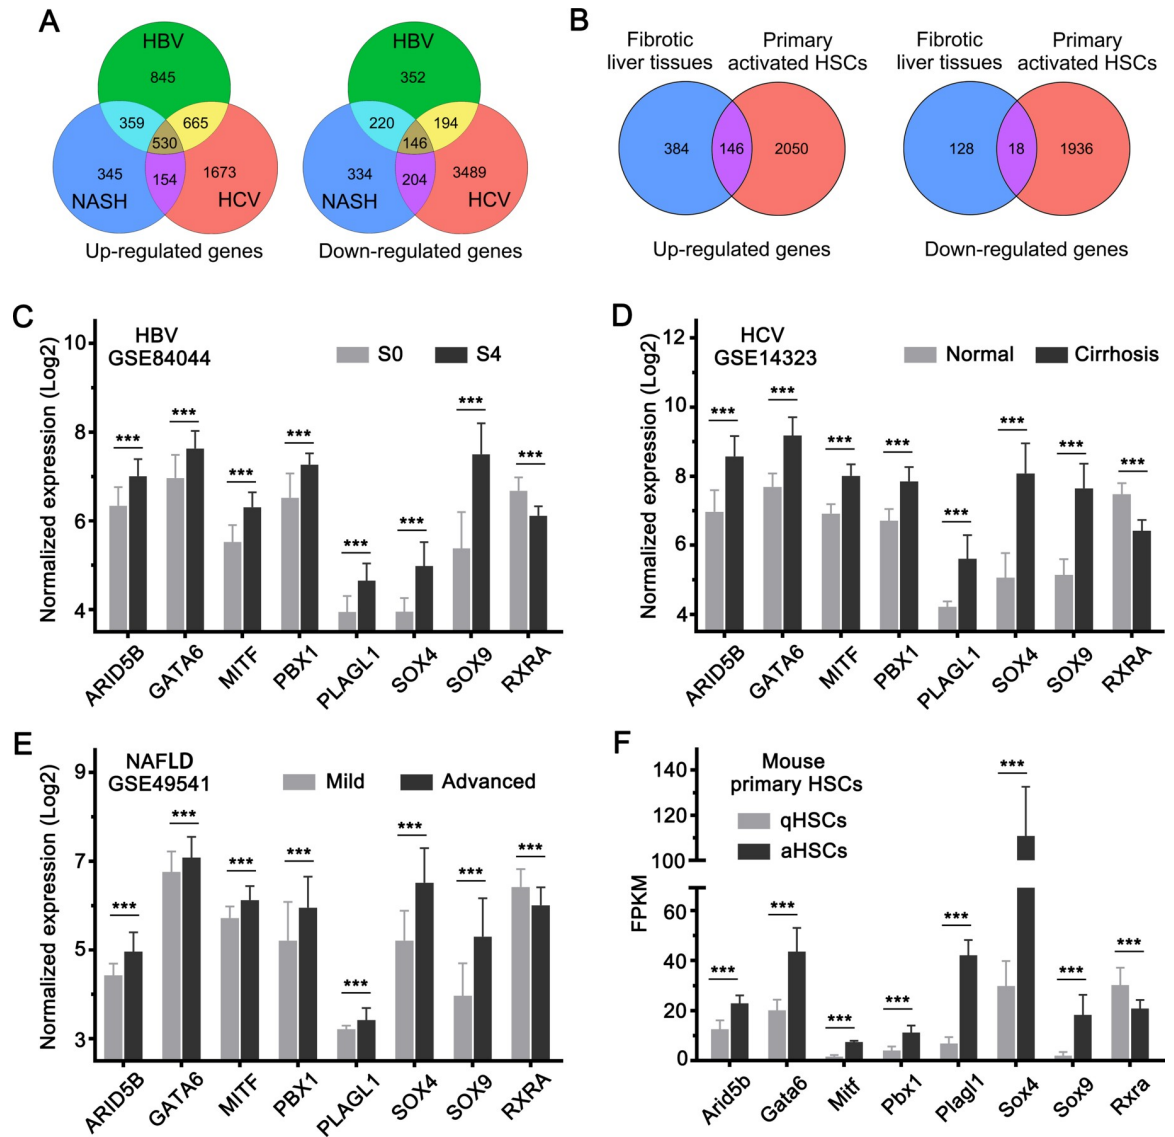 A
HBV
845
359
665
530
345
154
1673
NASH
HCV
Up-regulated genes
HBV
352
220
194
146
334
204
3489
NASH
HCV
Down-regulated genes
B
Fibrotic
liver tissues
Primary
activated HSCs
384
146
2050
Up-regulated genes
Fibrotic
liver tissues
Primary
activated HSCs
128
18
1936
Down-regulated genes
C
HBV
GSE84044
S0
S4
Normalized expression (Log2)
10
8
6
4
***
***
***
***
***
***
***
***
ARID5B
GATA6
MITF
PBX1
PLAGL1
SOX4
SOX9
RXRA
D
HCV
GSE14323
Normal
Cirrhosis
Normalized expression (Log2)
12
10
8
6
4
***
***
***
***
***
***
***
***
ARID5B
GATA6
MITF
PBX1
PLAGL1
SOX4
SOX9
RXRA
E
NAFLD
GSE49541
Mild
Advanced
Normalized expression (Log2)
9
7
5
3
***
***
***
***
***
***
***
***
ARID5B
GATA6
MITF
PBX1
PLAGL1
SOX4
SOX9
RXRA
F
Mouse
primary HSCs
qHSCs
aHSCs
FPKM
140
120
100
60
40
20
0
***
***
***
***
***
***
***
***
Arid5b
Gata6
Mitf
Pbx1
Plagl1
Sox4
Sox9
Rxra